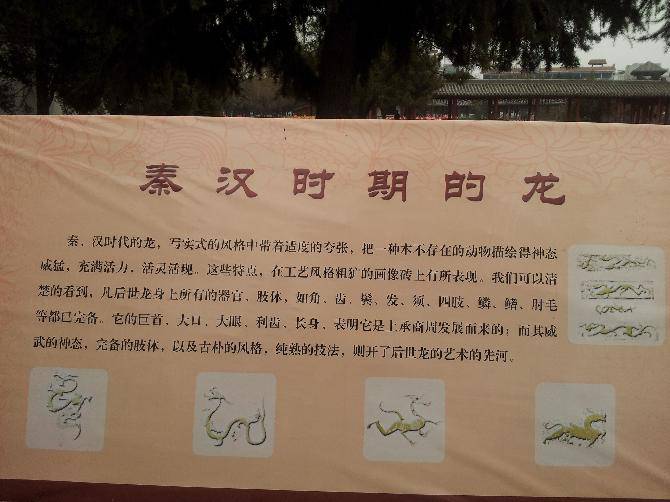 秦汉时期的龙
秦、汉时代的龙，写实式的风格中带着适度的夸张，把一种本不存在的动物描绘得神态
威猛，充满活力，活灵活现。这些特点，在工艺风格粗犷的画像砖上有所表现。我们可以清
楚的看到，凡后世龙身上所有的器官、肢体，如角、齿、鬓、发、须、四肢、鳞、鳍、肘毛
等都已完备。它的巨首、大口、大眼、利齿、长身，表明它是上承商周发展而来的；而其威
武的神态，完备的肢体，以及古朴的风格，纯熟的技法，则开了后世龙的艺术的先河。